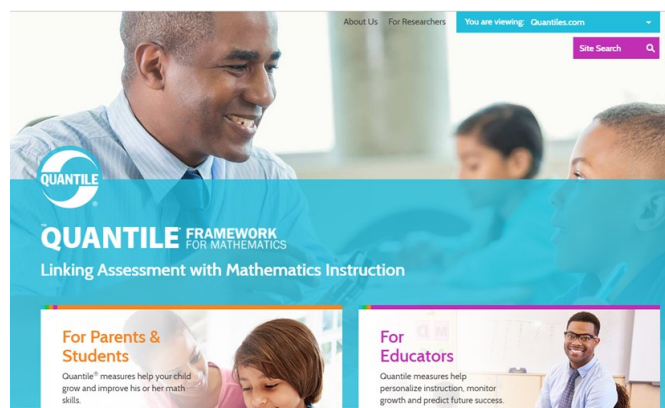 About Us For Researchers You are viewing: Quantiles.com
Site Search
QUANTILE
®
QUANTILE FRAMEWORK
FOR MATHEMATICS
Linking Assessment with Mathematics Instruction
For Parents &
Students
Quantile® measures help your child
grow and improve his or her math
skills.
For
Educators
Quantile measures help
personalize instruction, monitor
growth and predict future success.